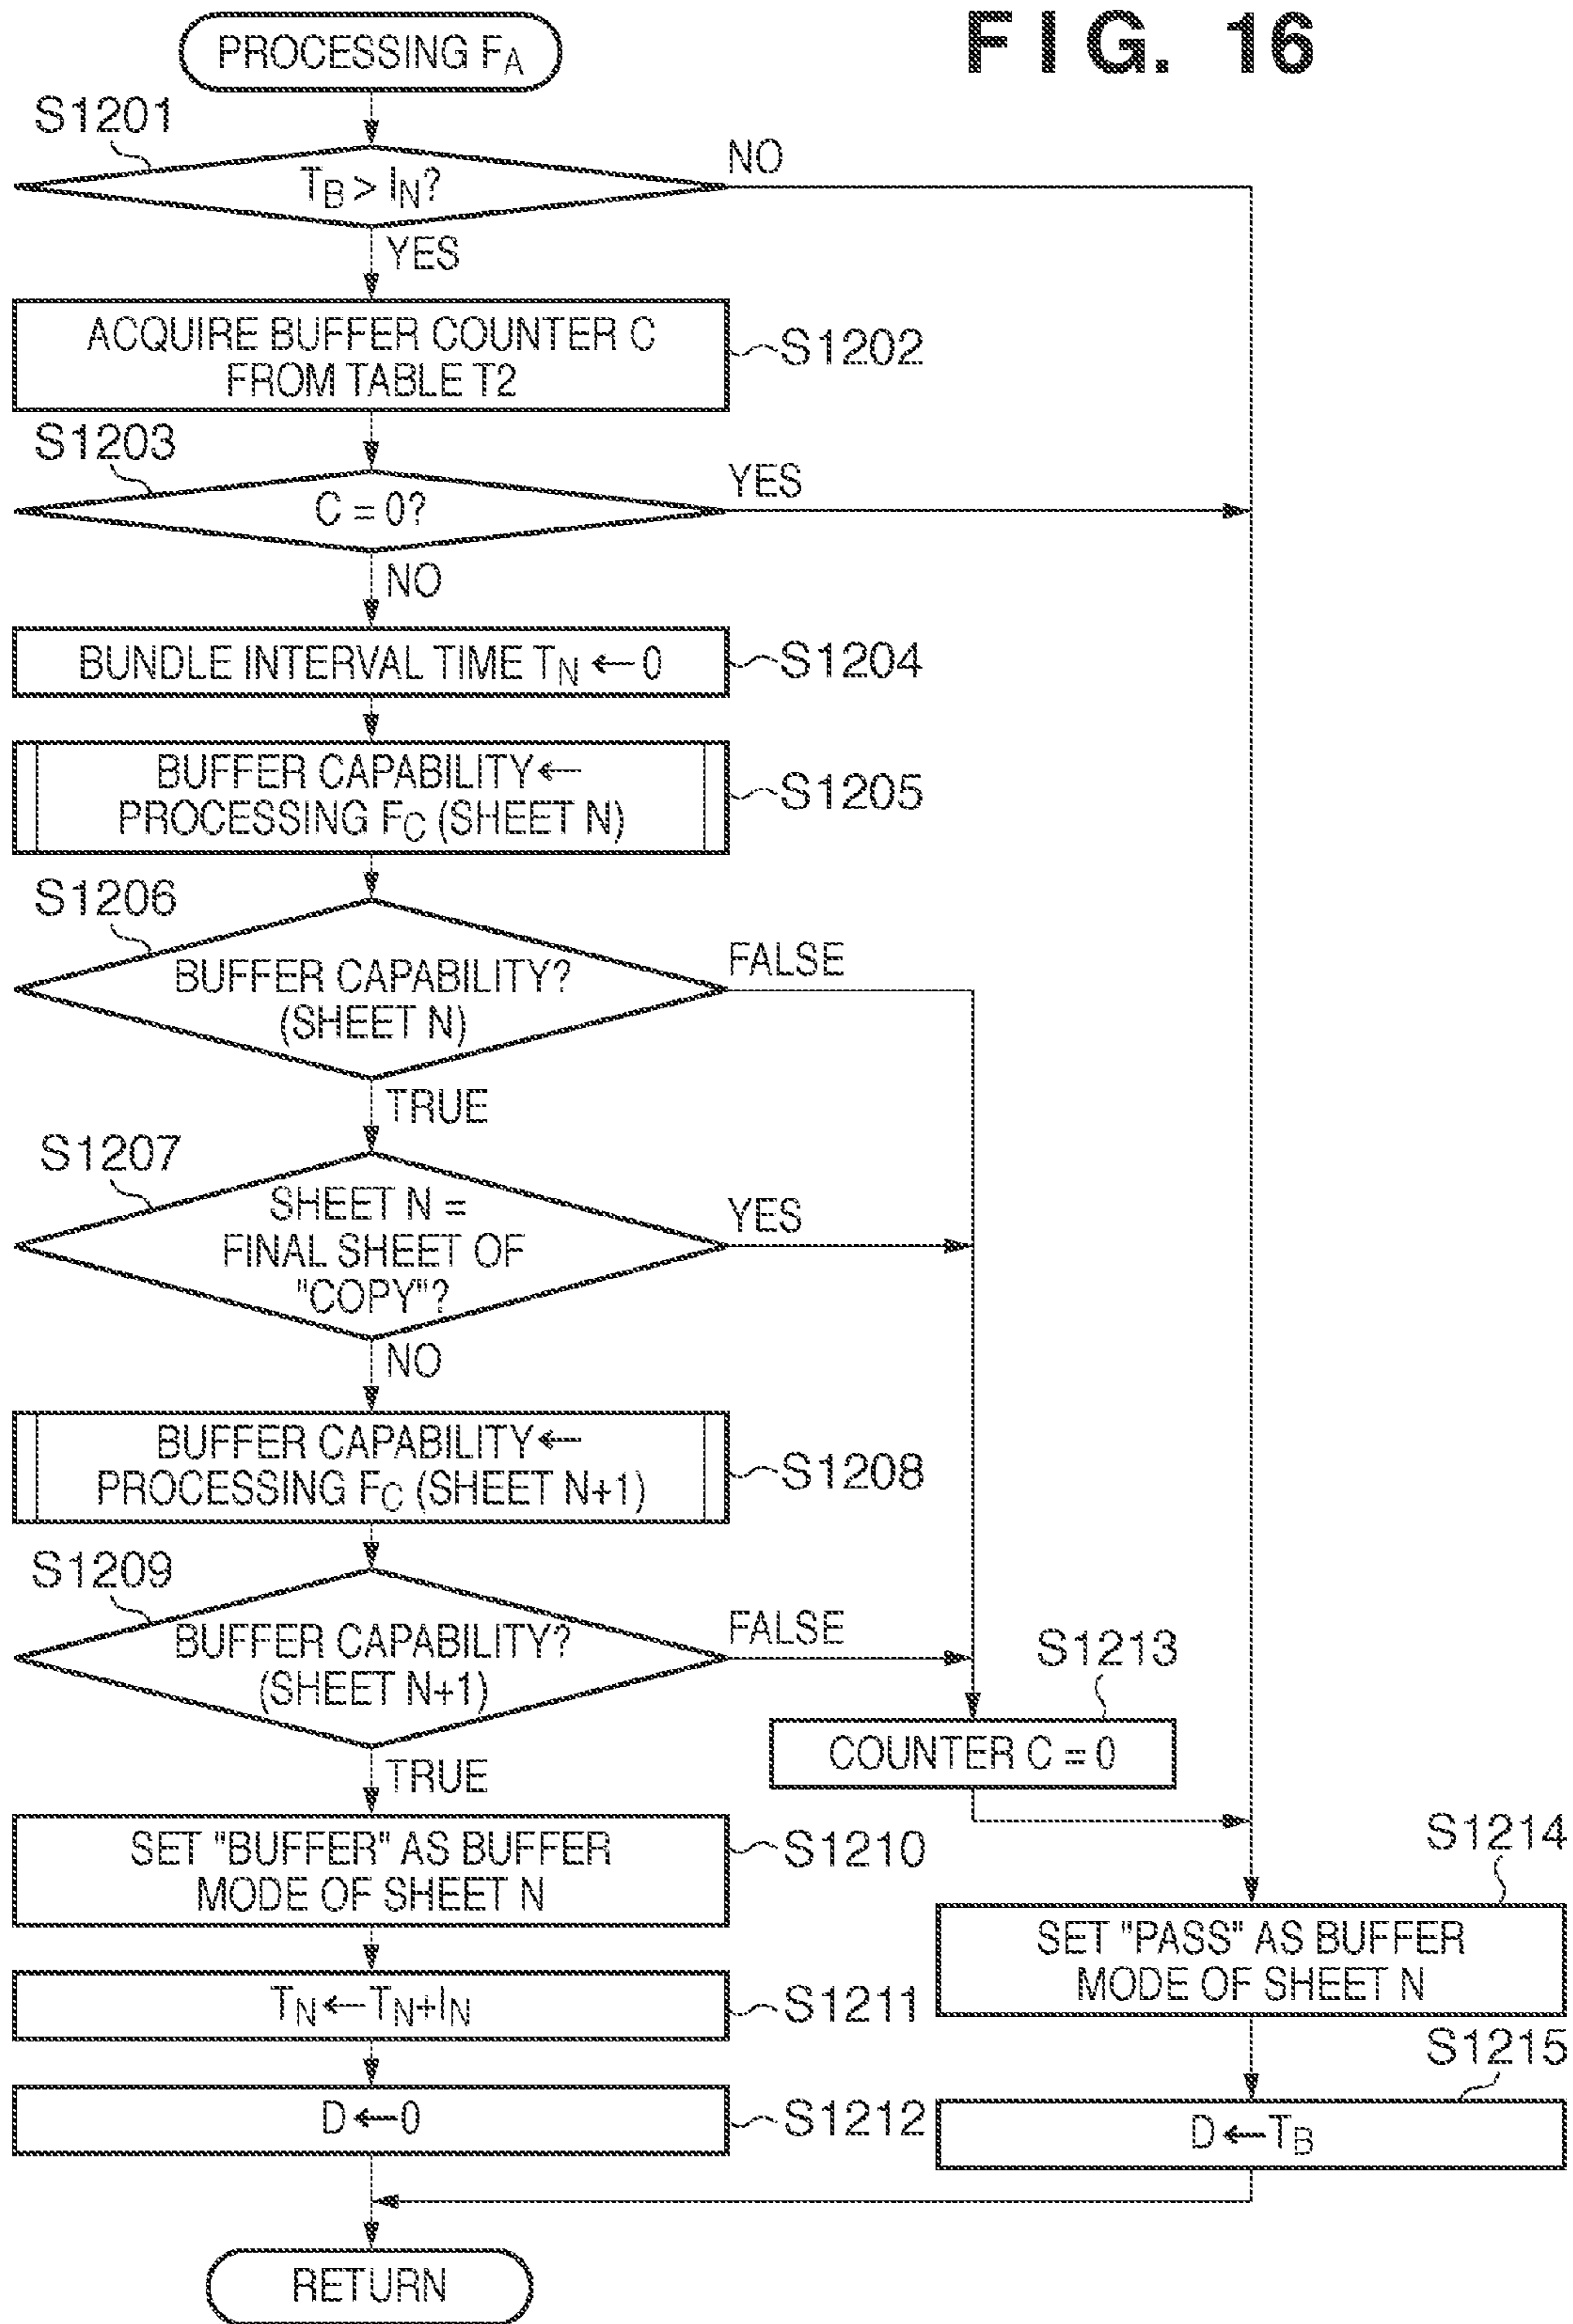 FIG. 16
PROCESSING FA
S1201
TB > IN?
NO
YES
ACQUIRE BUFFER COUNTER C
FROM TABLE T2
S1202
S1203
C = 0?
YES
NO
BUNDLE INTERVAL TIME TN ← 0
S1204
BUFFER CAPABILITY ←
PROCESSING FC (SHEET N)
S1205
S1206
BUFFER CAPABILITY?
(SHEET N)
FALSE
TRUE
S1207
SHEET N =
FINAL SHEET OF
"COPY"?
YES
NO
BUFFER CAPABILITY ←
PROCESSING FC (SHEET N+1)
S1208
S1209
BUFFER CAPABILITY?
(SHEET N+1)
FALSE
TRUE
S1213
COUNTER C = 0
SET "BUFFER" AS BUFFER
MODE OF SHEET N
S1210
S1214
SET "PASS" AS BUFFER
MODE OF SHEET N
TN ← TN+IN
S1211
S1215
D ← 0
S1212
D ← TB
RETURN